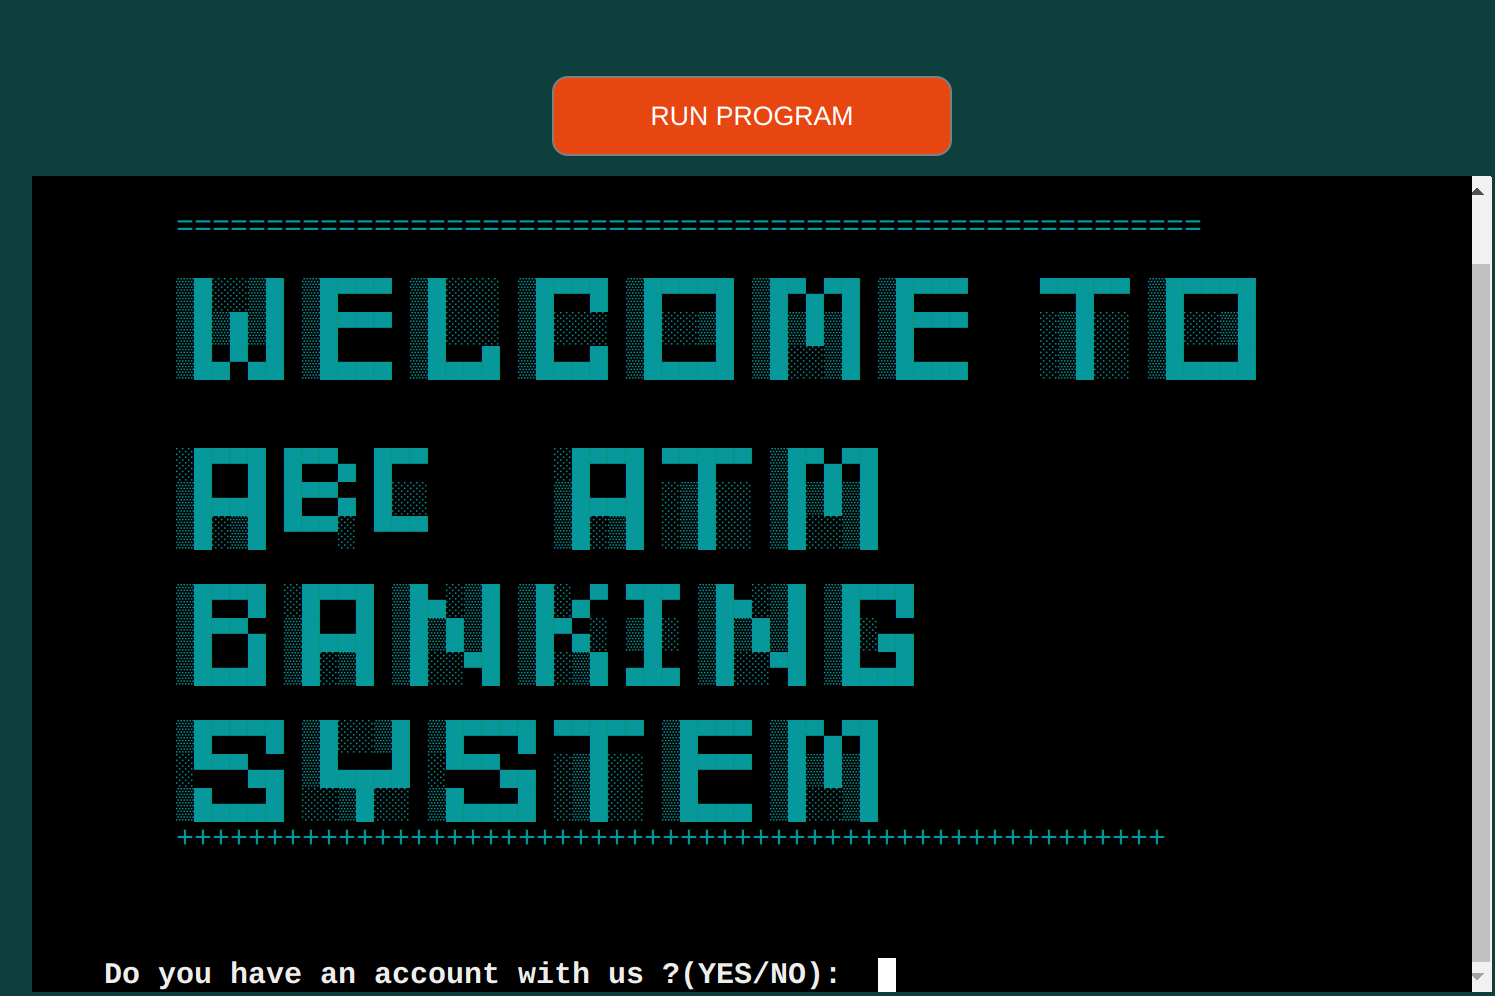 RUN PROGRAM
=========================================================
WELCOME TO
ABC ATM
BANKING
SYSTEM
+++++++++++++++++++++++++++++++++++++++++++++++++++++++
Do you have an account with us ?(YES/NO):